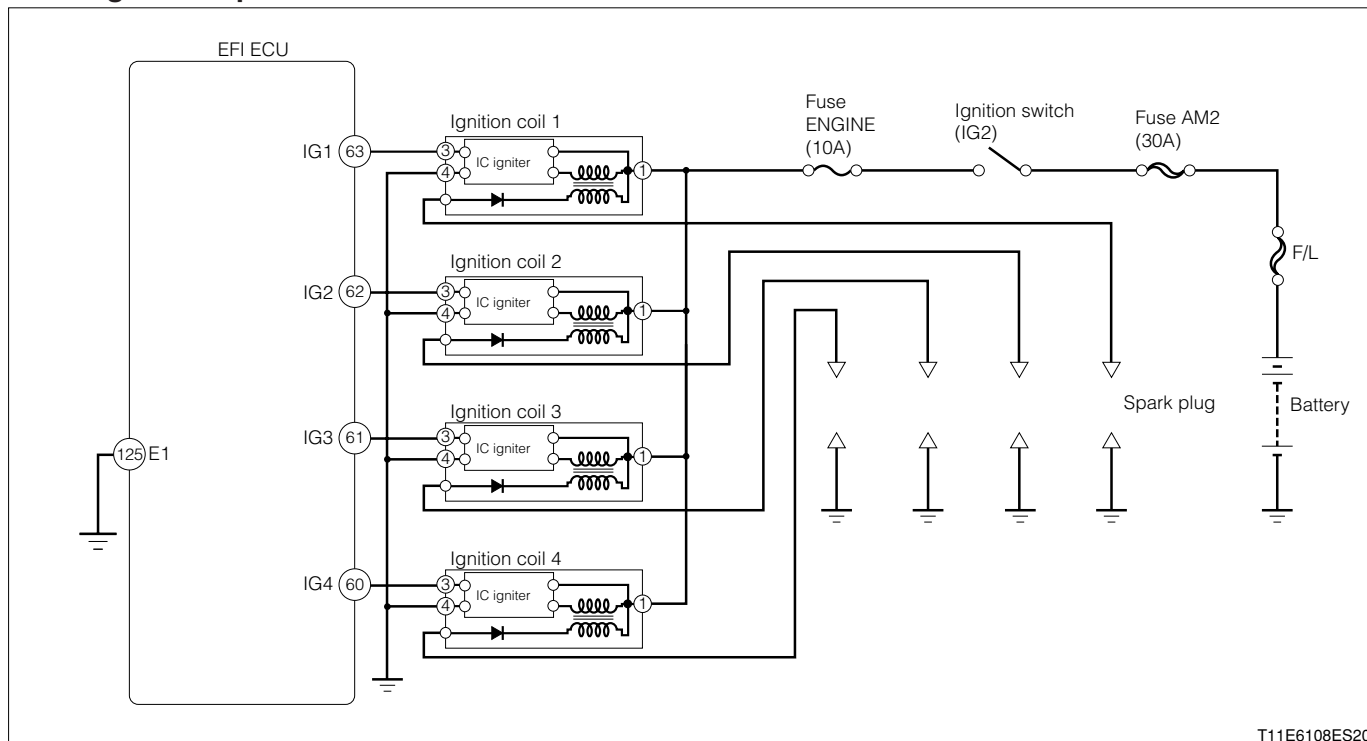 EFI ECU
IG1 63
IG2 62
IG3 61
IG4 60
125 E1
Ignition coil 1
3
IC igniter
4
1
Ignition coil 2
3
IC igniter
4
1
Ignition coil 3
3
IC igniter
4
1
Ignition coil 4
3
IC igniter
4
1
Fuse
ENGINE
(10A)
Ignition switch
(IG2)
Fuse AM2
(30A)
F/L
Spark plug
Battery
T11E6108ES20